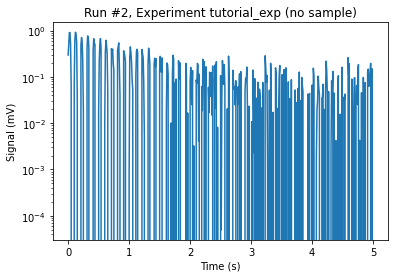 Run #2, Experiment tutorial_exp (no sample)
Signal (mV)
10⁰
10⁻¹
10⁻²
10⁻³
10⁻⁴
0 1 2 3 4 5
Time (s)